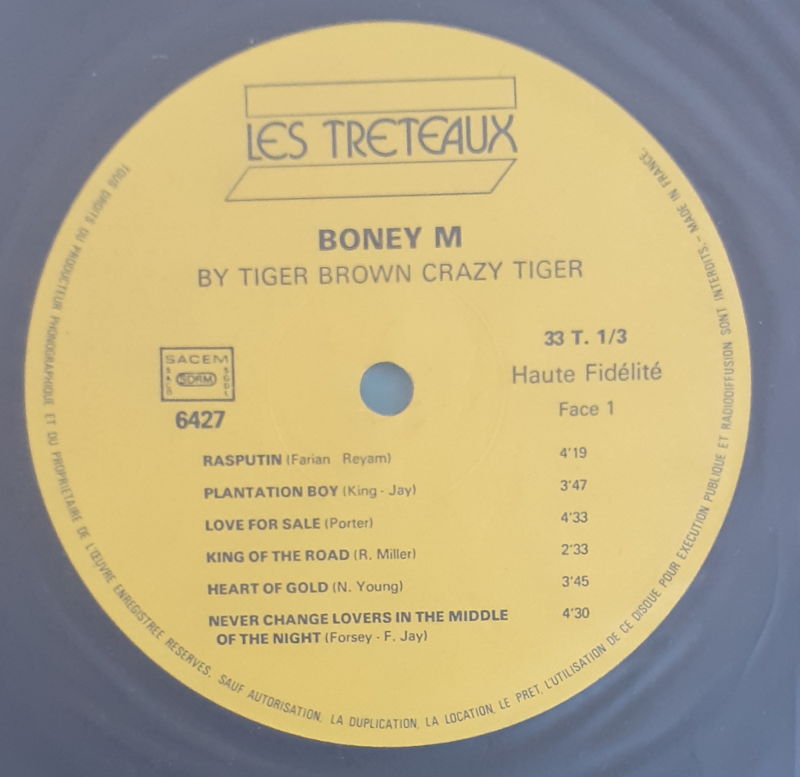 LES TRETEAUX
BONEY M
BY TIGER BROWN CRAZY TIGER
SACEM
SDRM
SACD
SGDL
6427
33 T. 1/3
Haute Fidélité
Face 1
RASPUTIN (Farian Reyam) 4'19
PLANTATION BOY (King - Jay) 3'47
LOVE FOR SALE (Porter) 4'33
KING OF THE ROAD (R. Miller) 2'33
HEART OF GOLD (N. Young) 3'45
NEVER CHANGE LOVERS IN THE MIDDLE 4'30
OF THE NIGHT (Forsey - F. Jay)
TOUS DROITS DU PRODUCTEUR PHONOGRAPHIQUE ET DU PROPRIETAIRE DE L'ŒUVRE ENREGISTREE RESERVES. SAUF AUTORISATION, LA DUPLICATION, LA LOCATION, LE PRET, L'UTILISATION DE CE DISQUE POUR EXECUTION PUBLIQUE ET RADIODIFFUSION SONT INTERDITS. - MADE IN FRANCE.